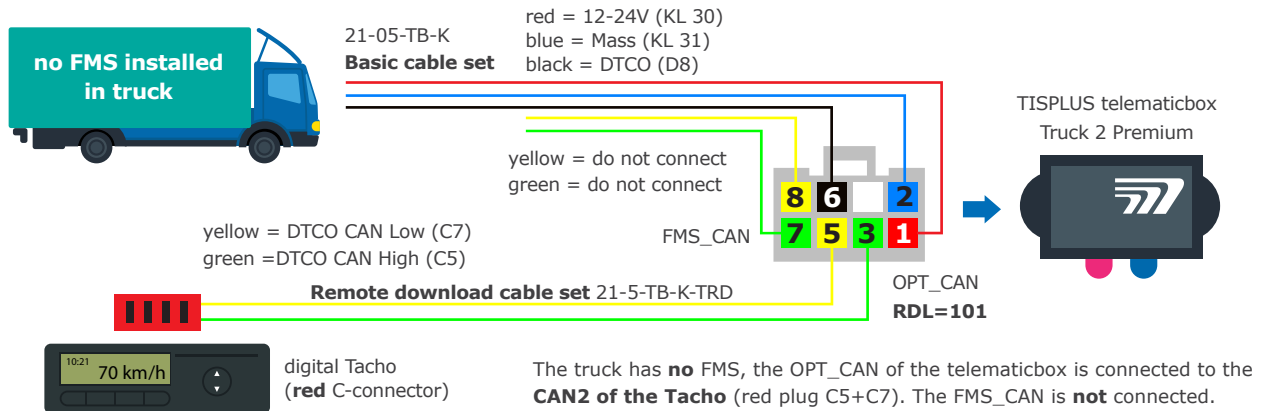 no FMS installed
in truck
21-05-TB-K
Basic cable set
red = 12-24V (KL 30)
blue = Mass (KL 31)
black = DTCO (D8)
TISPLUS telematicbox
Truck 2 Premium
yellow = do not connect
green = do not connect
8 6 2
FMS_CAN
7 5 3 1
yellow = DTCO CAN Low (C7)
green =DTCO CAN High (C5)
Remote download cable set 21-5-TB-K-TRD
OPT_CAN
RDL=101
10:21
70 km/h
digital Tacho
(red C-connector)
The truck has no FMS, the OPT_CAN of the telematicbox is connected to the
CAN2 of the Tacho (red plug C5+C7). The FMS_CAN is not connected.